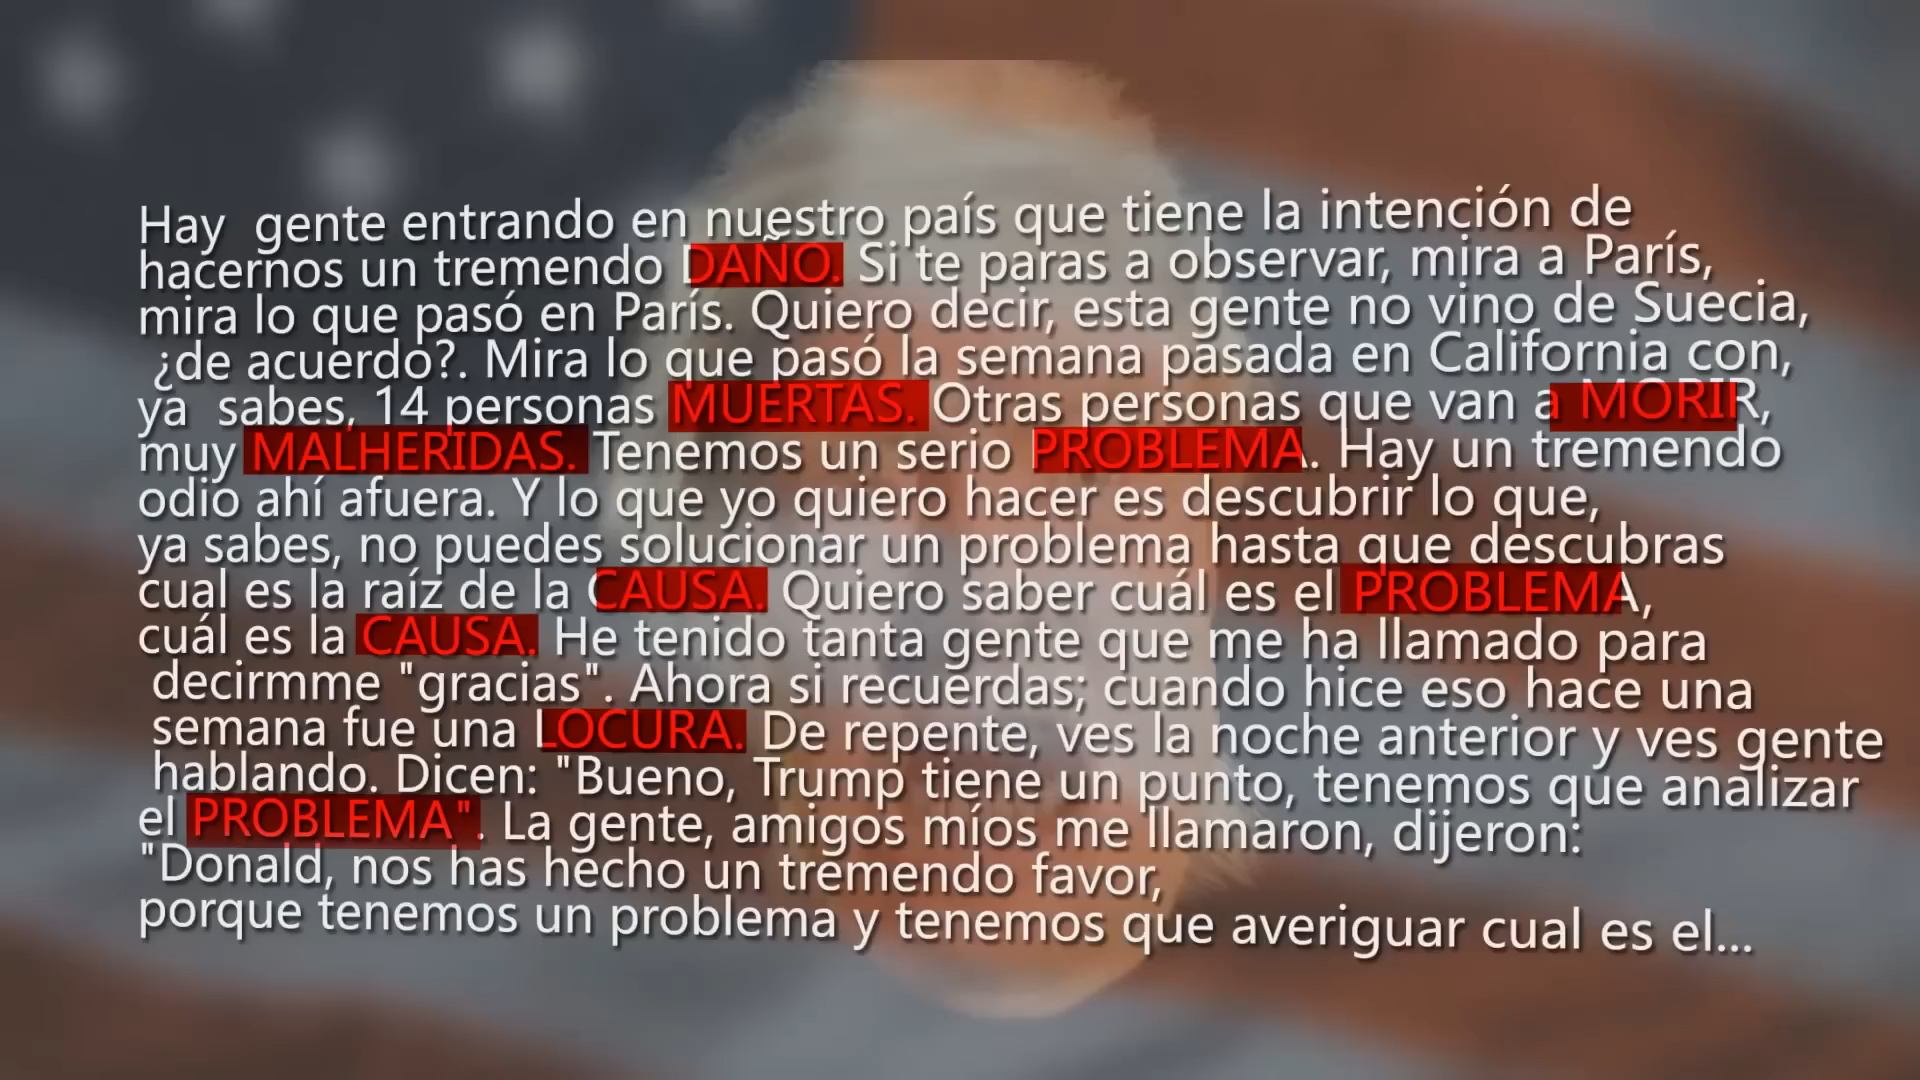 Hay gente entrando en nuestro país que tiene la intención de
hacernos un tremendo DAÑO. Si te paras a observar, mira a París,
mira lo que pasó en París. Quiero decir, esta gente no vino de Suecia,
¿de acuerdo?. Mira lo que pasó la semana pasada en California con,
ya sabes, 14 personas MUERTAS. Otras personas que van a MORIR,
muy MALHERIDAS. Tenemos un serio PROBLEMA. Hay un tremendo
odio ahí afuera. Y lo que yo quiero hacer es descubrir lo que,
ya sabes, no puedes solucionar un problema hasta que descubras
cual es la raíz de la CAUSA. Quiero saber cuál es el PROBLEMA,
cuál es la CAUSA. He tenido tanta gente que me ha llamado para
decirmme "gracias". Ahora si recuerdas; cuando hice eso hace una
semana fue una LOCURA. De repente, ves la noche anterior y ves gente
hablando. Dicen: "Bueno, Trump tiene un punto, tenemos que analizar
el PROBLEMA". La gente, amigos míos me llamaron, dijeron:
"Donald, nos has hecho un tremendo favor,
porque tenemos un problema y tenemos que averiguar cual es el...